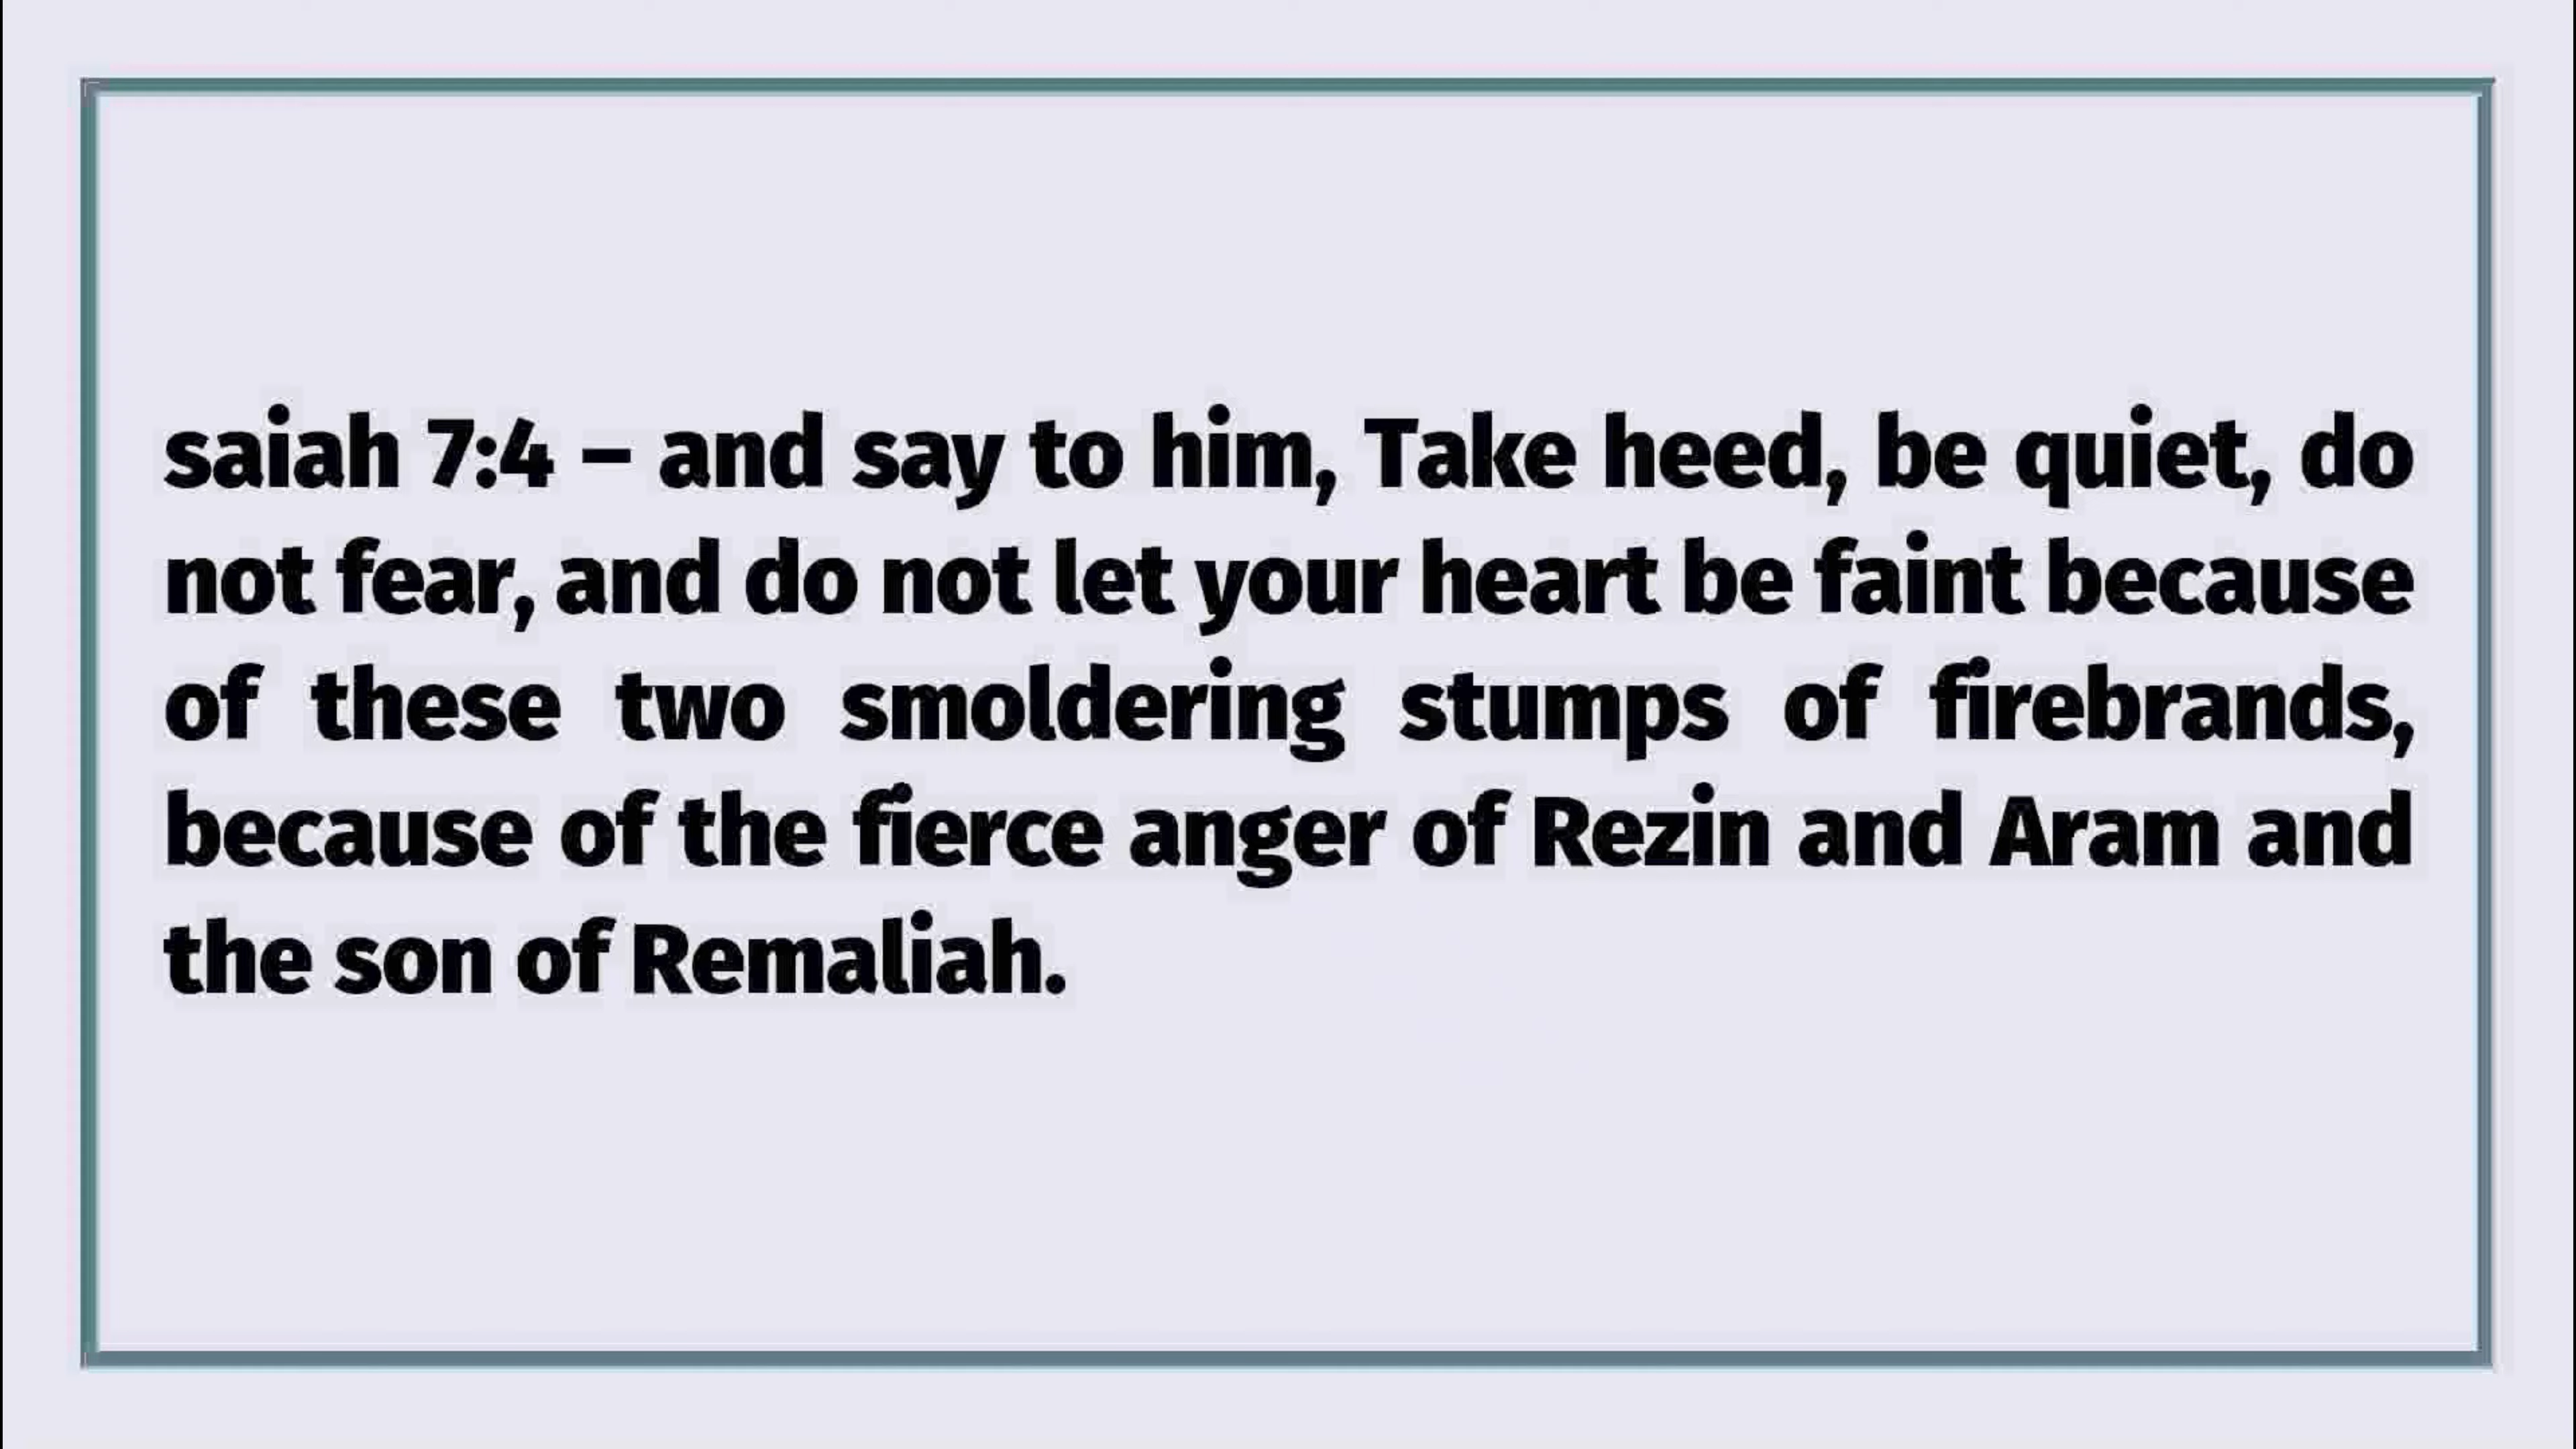 saiah 7:4 – and say to him, Take heed, be quiet, do
not fear, and do not let your heart be faint because
of these two smoldering stumps of firebrands,
because of the fierce anger of Rezin and Aram and
the son of Remaliah.